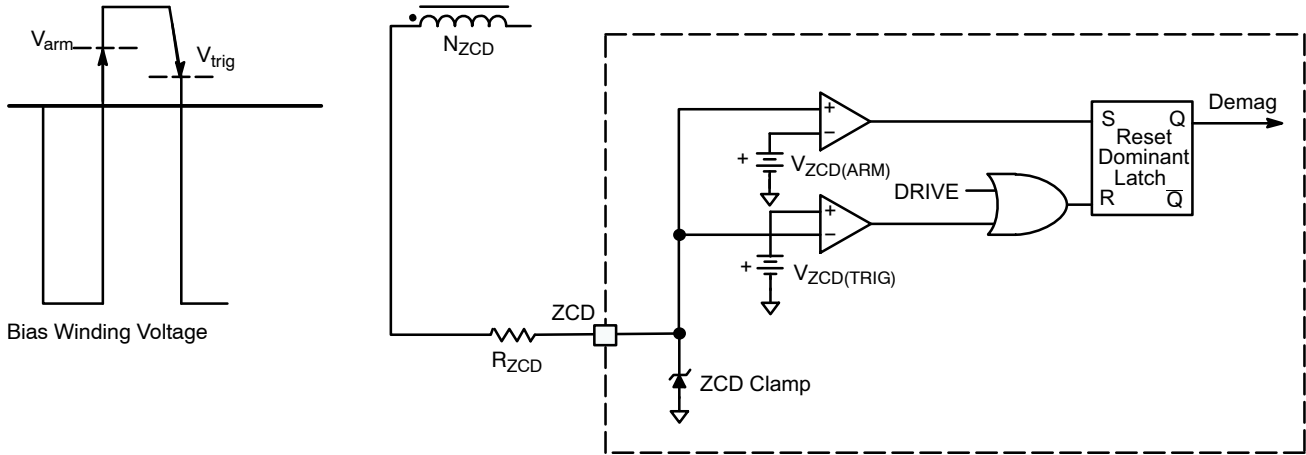 Varm
Vtrig
Bias Winding Voltage
NZCD
RZCD
ZCD
ZCD Clamp
+
−
+
VZCD(ARM)
+
−
+
VZCD(TRIG)
DRIVE
S Q
Reset
Dominant
Latch
R Q̅
Demag